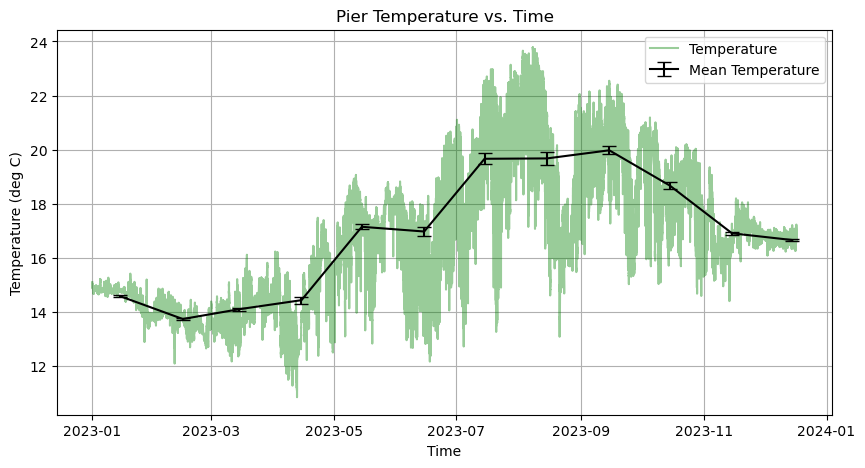 Pier Temperature vs. Time
Temperature
Mean Temperature
Temperature (deg C)
24
22
20
18
16
14
12
2023-01
2023-03
2023-05
2023-07
2023-09
2023-11
2024-01
Time